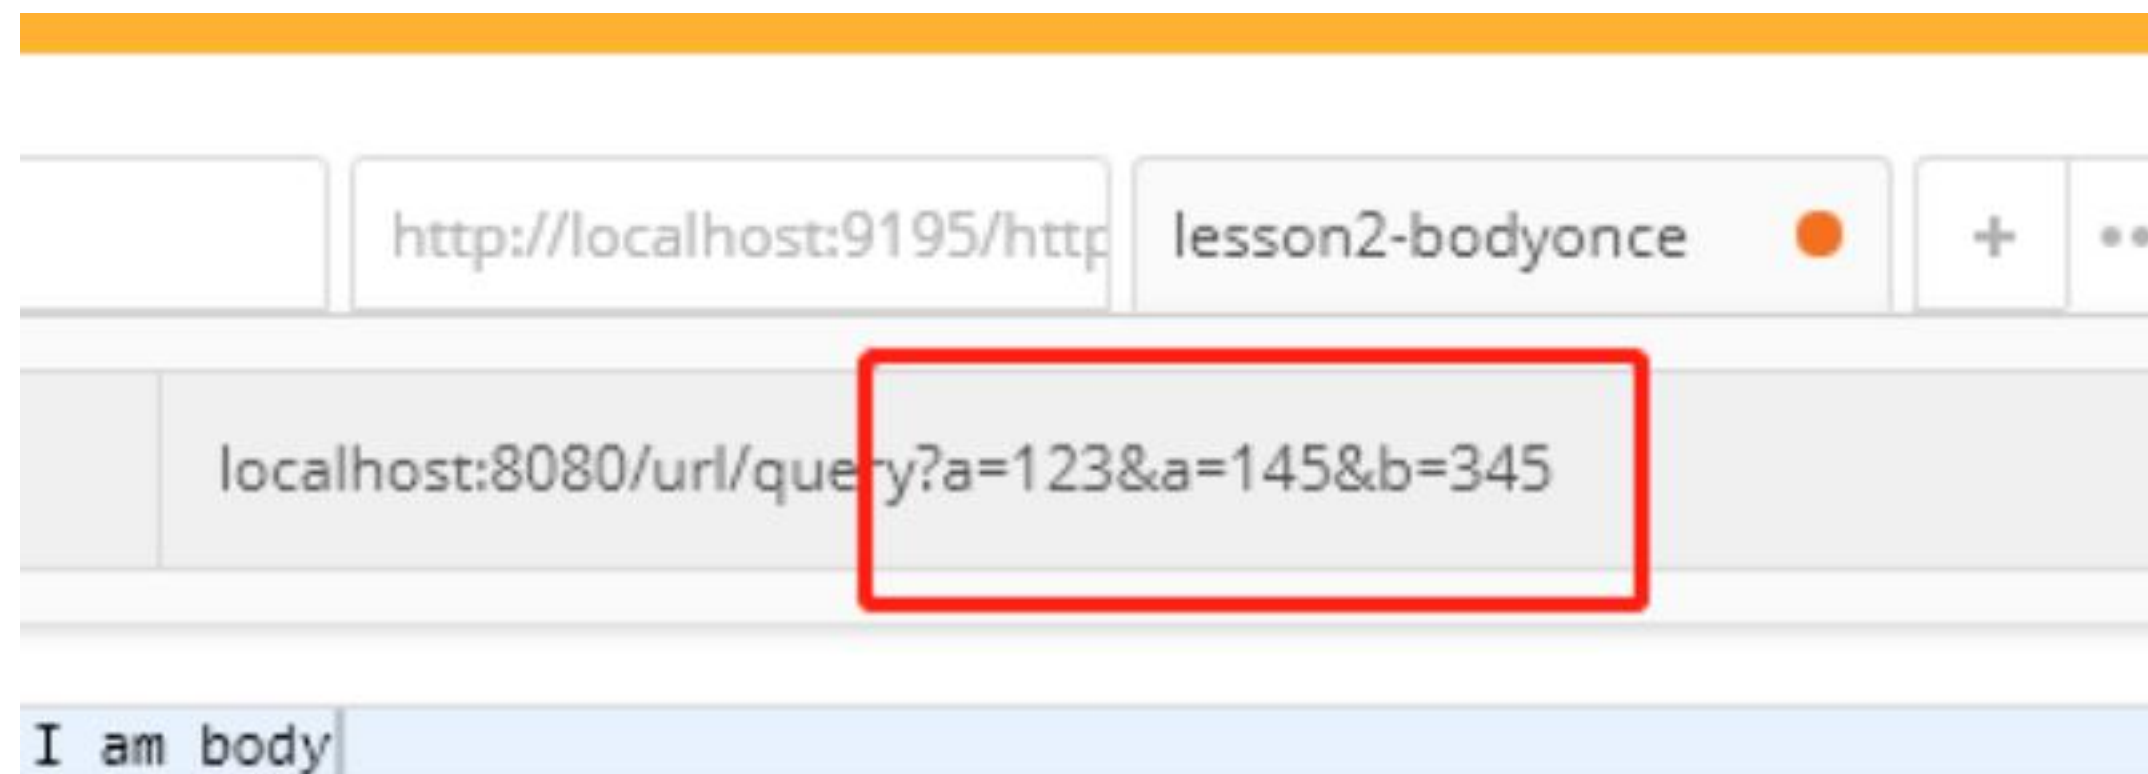 http://localhost:9195/http
lesson2-bodyonce
+
localhost:8080/url/query?a=123&a=145&b=345
I am body